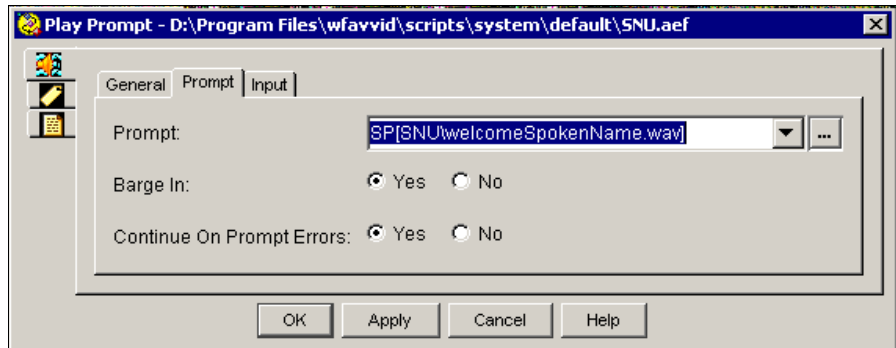 Play Prompt - D:\Program Files\wfavvid\scripts\system\default\SNU.aef
General Prompt Input
Prompt: SP[SNU\welcomeSpokenName.wav] ...
Barge In: Yes No
Continue On Prompt Errors: Yes No
OK Apply Cancel Help